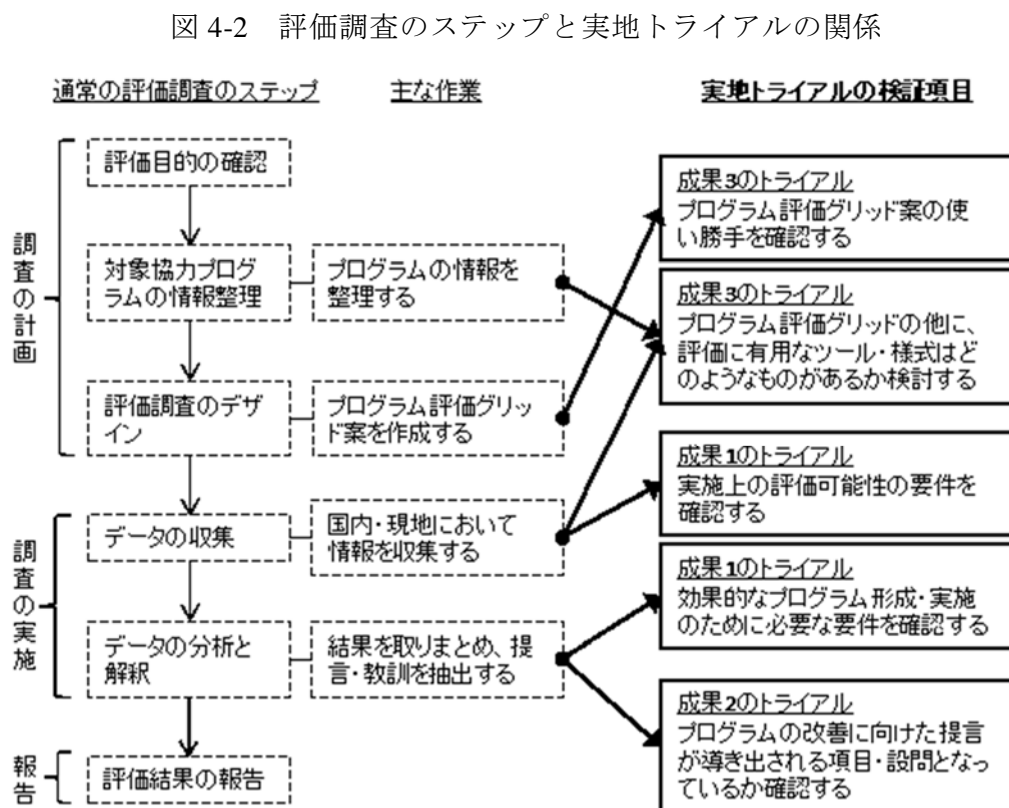 図 4-2　評価調査のステップと実地トライアルの関係
通常の評価調査のステップ
主な作業
実地トライアルの検証項目
調査の計画
評価目的の確認
対象協力プログ
ラムの情報整理
プログラムの情報を
整理する
評価調査のデザ
イン
プログラム評価グリッ
ド案を作成する
調査の実施
データの収集
国内・現地において
情報を収集する
データの分析と
解釈
結果を取りまとめ、提
言・教訓を抽出する
報告
評価結果の報告
成果3のトライアル
プログラム評価グリッド案の使
い勝手を確認する
成果3のトライアル
プログラム評価グリッドの他に、
評価に有用なツール・様式はど
のようなものがあるか検討する
成果1のトライアル
実施上の評価可能性の要件を
確認する
成果1のトライアル
効果的なプログラム形成・実施
のために必要な要件を確認する
成果2のトライアル
プログラムの改善に向けた提言
が導き出される項目・設問となっ
ているか確認する